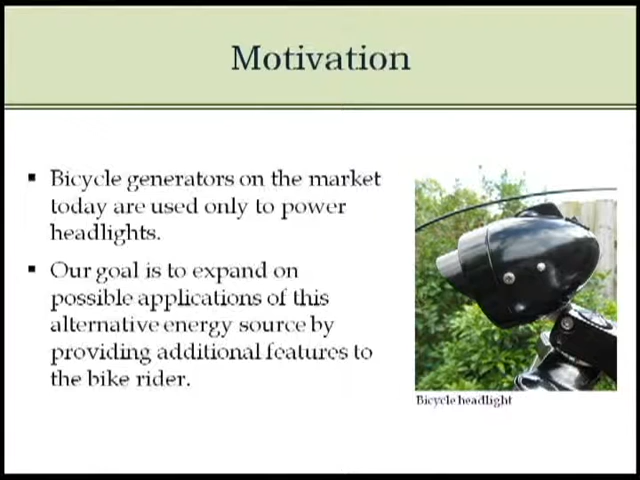 Motivation
▪ Bicycle generators on the market
today are used only to power
headlights.
▪ Our goal is to expand on
possible applications of this
alternative energy source by
providing additional features to
the bike rider.
Bicycle headlight